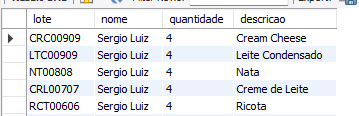 lote nome quantidade descricao
CRC00909 Sergio Luiz 4 Cream Cheese
LTC00909 Sergio Luiz 4 Leite Condensado
NT00808 Sergio Luiz 4 Nata
CRL00707 Sergio Luiz 4 Creme de Leite
RCT00606 Sergio Luiz 4 Ricota